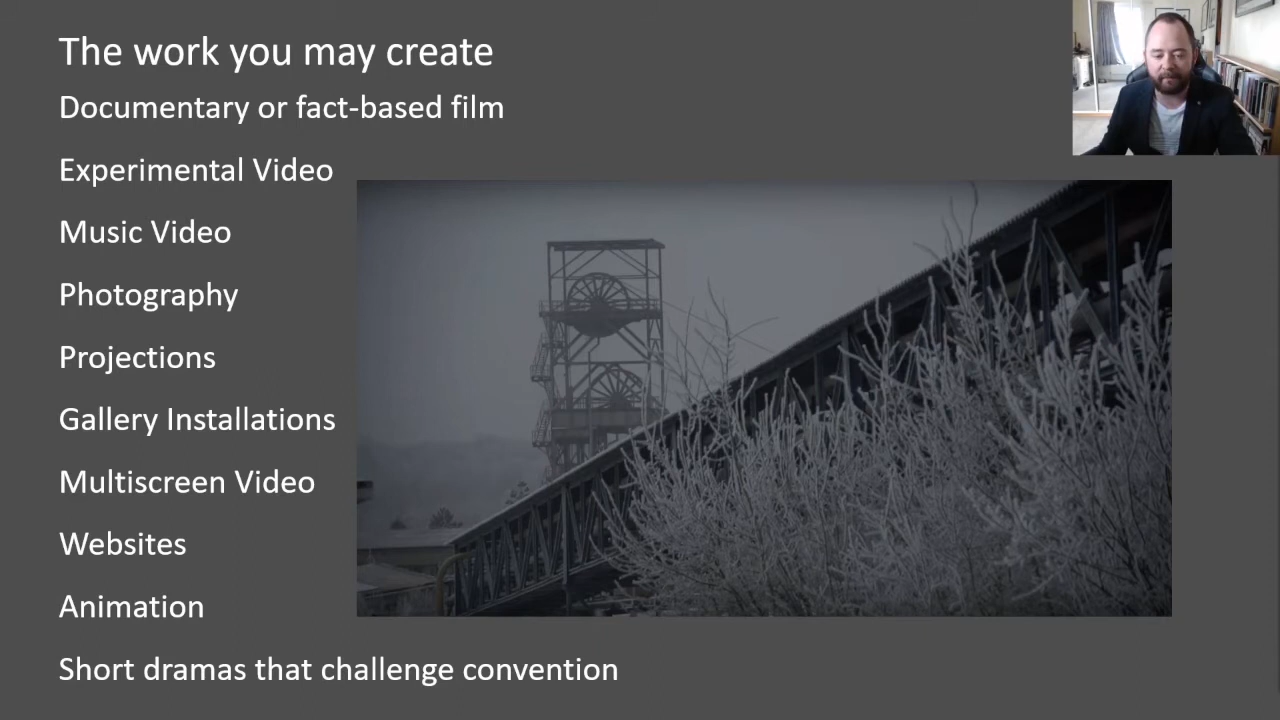 The work you may create
Documentary or fact-based film
Experimental Video
Music Video
Photography
Projections
Gallery Installations
Multiscreen Video
Websites
Animation
Short dramas that challenge convention